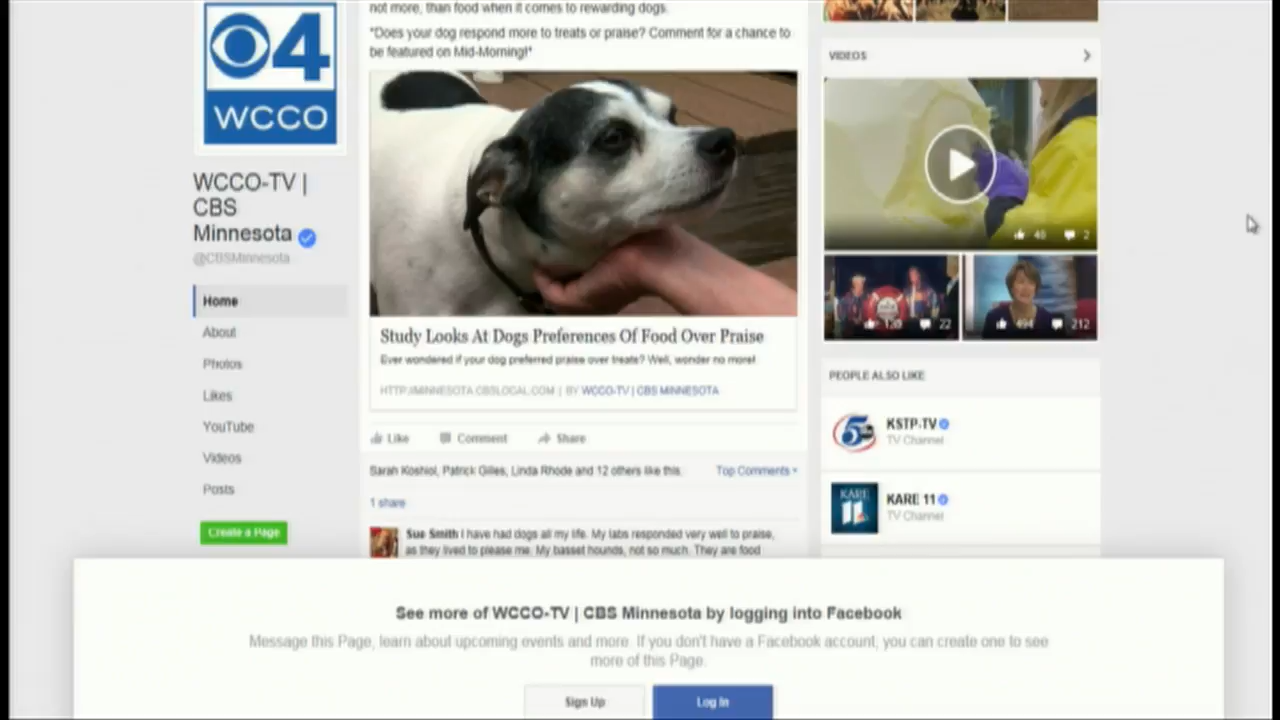 4
WCCO
WCCO-TV |
CBS
Minnesota
@CBSMinnesota
Home
About
Photos
Likes
YouTube
Videos
Posts
Create a Page
not more, than food when it comes to rewarding dogs.
*Does your dog respond more to treats or praise? Comment for a chance to
be featured on Mid-Morning!*
Study Looks At Dogs Preferences Of Food Over Praise
Ever wondered if your dog preferred praise over treats? Well, wonder no more!
HTTP://MINNESOTA.CBSLOCAL.COM | BY WCCO-TV | CBS MINNESOTA
Like Comment Share
Sarah Koshiol, Patrick Gilles, Linda Rhode and 12 others like this.
Top Comments
1 share
Sue Smith I have had dogs all my life. My labs responded very well to praise,
as they lived to please me. My basset hounds, not so much. They are food
VIDEOS
2
22
212
PEOPLE ALSO LIKE
5
KSTP-TV
TV Channel
KARE
11
KARE 11
TV Channel
See more of WCCO-TV | CBS Minnesota by logging into Facebook
Message this Page, learn about upcoming events and more. If you don't have a Facebook account, you can create one to see
more of this Page.
Sign Up
Log In